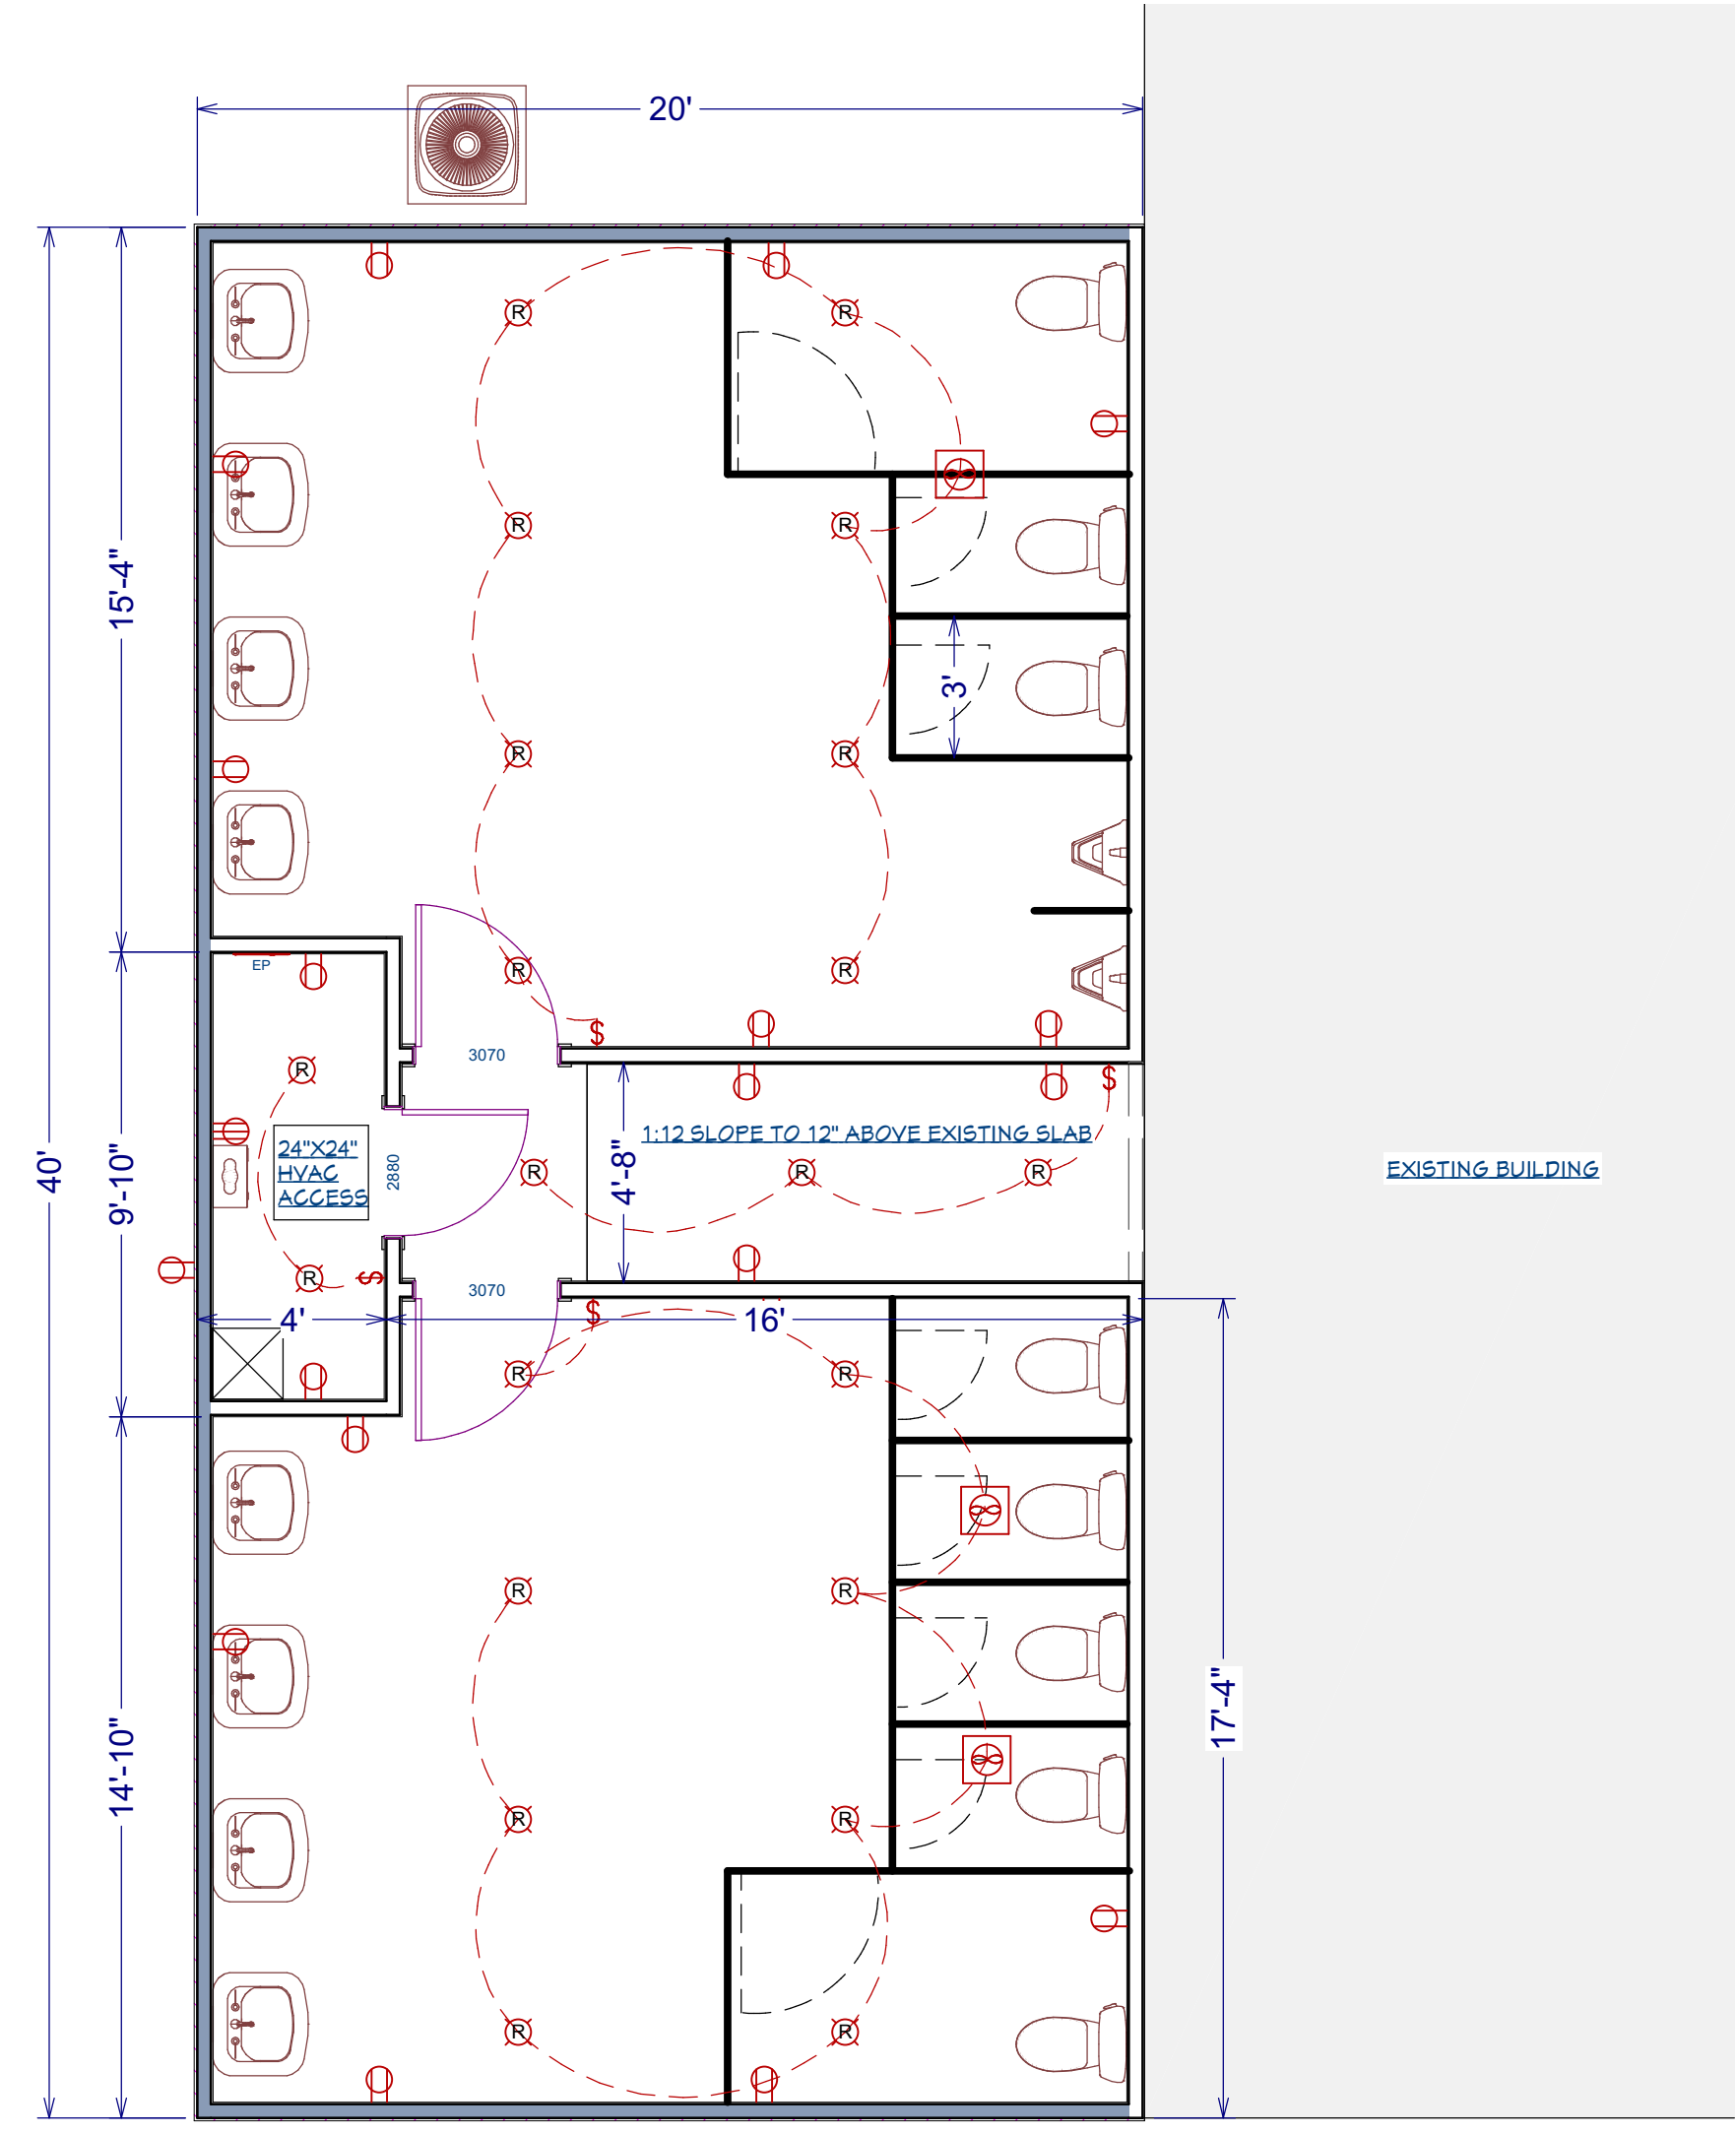 20'
R
R
R
R
15'-4"
3'
R
R
EP
R
R
$
3070
R
$
1:12 SLOPE TO 12" ABOVE EXISTING SLAB
24"X24"
HVAC
ACCESS
2880
4'-8"
R
R
R
EXISTING BUILDING
40'
9'-10"
R
$
3070
4'
16'
$
R
R
R
R
17'-4"
14'-10"
R
R
R
R